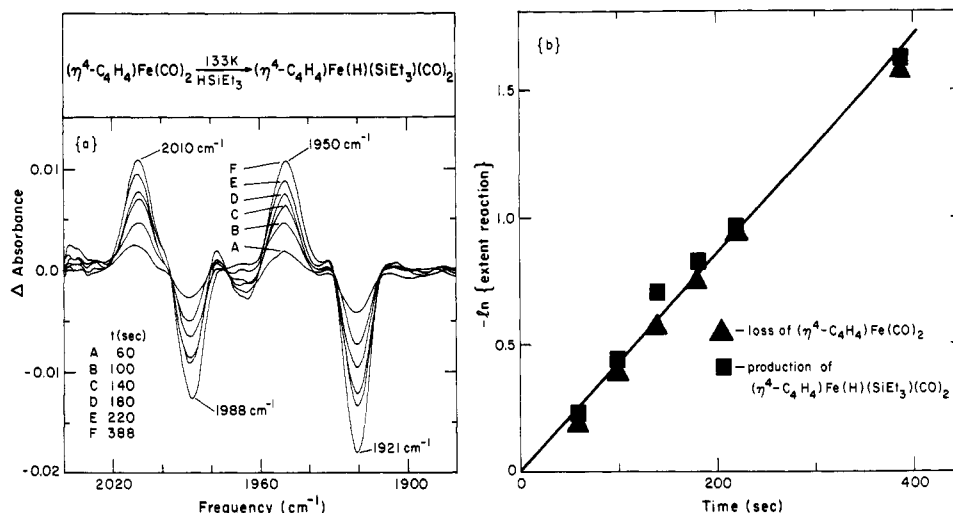 (η⁴-C₄H₄)Fe(CO)₂ 133K HSiEt₃ → (η⁴-C₄H₄)Fe(H)(SiEt₃)(CO)₂
{a}
2010 cm⁻¹
1950 cm⁻¹
F
E
D
C
B
A
0.01
0.0
-0.01
-0.02
Δ Absorbance
t(sec)
A 60
B 100
C 140
D 180
E 220
F 388
1988 cm⁻¹
1921 cm⁻¹
2020
1960
1900
Frequency (cm⁻¹)
{b}
1.5
1.0
0.5
0
-ln {extent reaction}
–loss of (η⁴-C₄H₄)Fe(CO)₂
–production of
(η⁴-C₄H₄)Fe(H)(SiEt₃)(CO)₂
0
200
400
Time (sec)